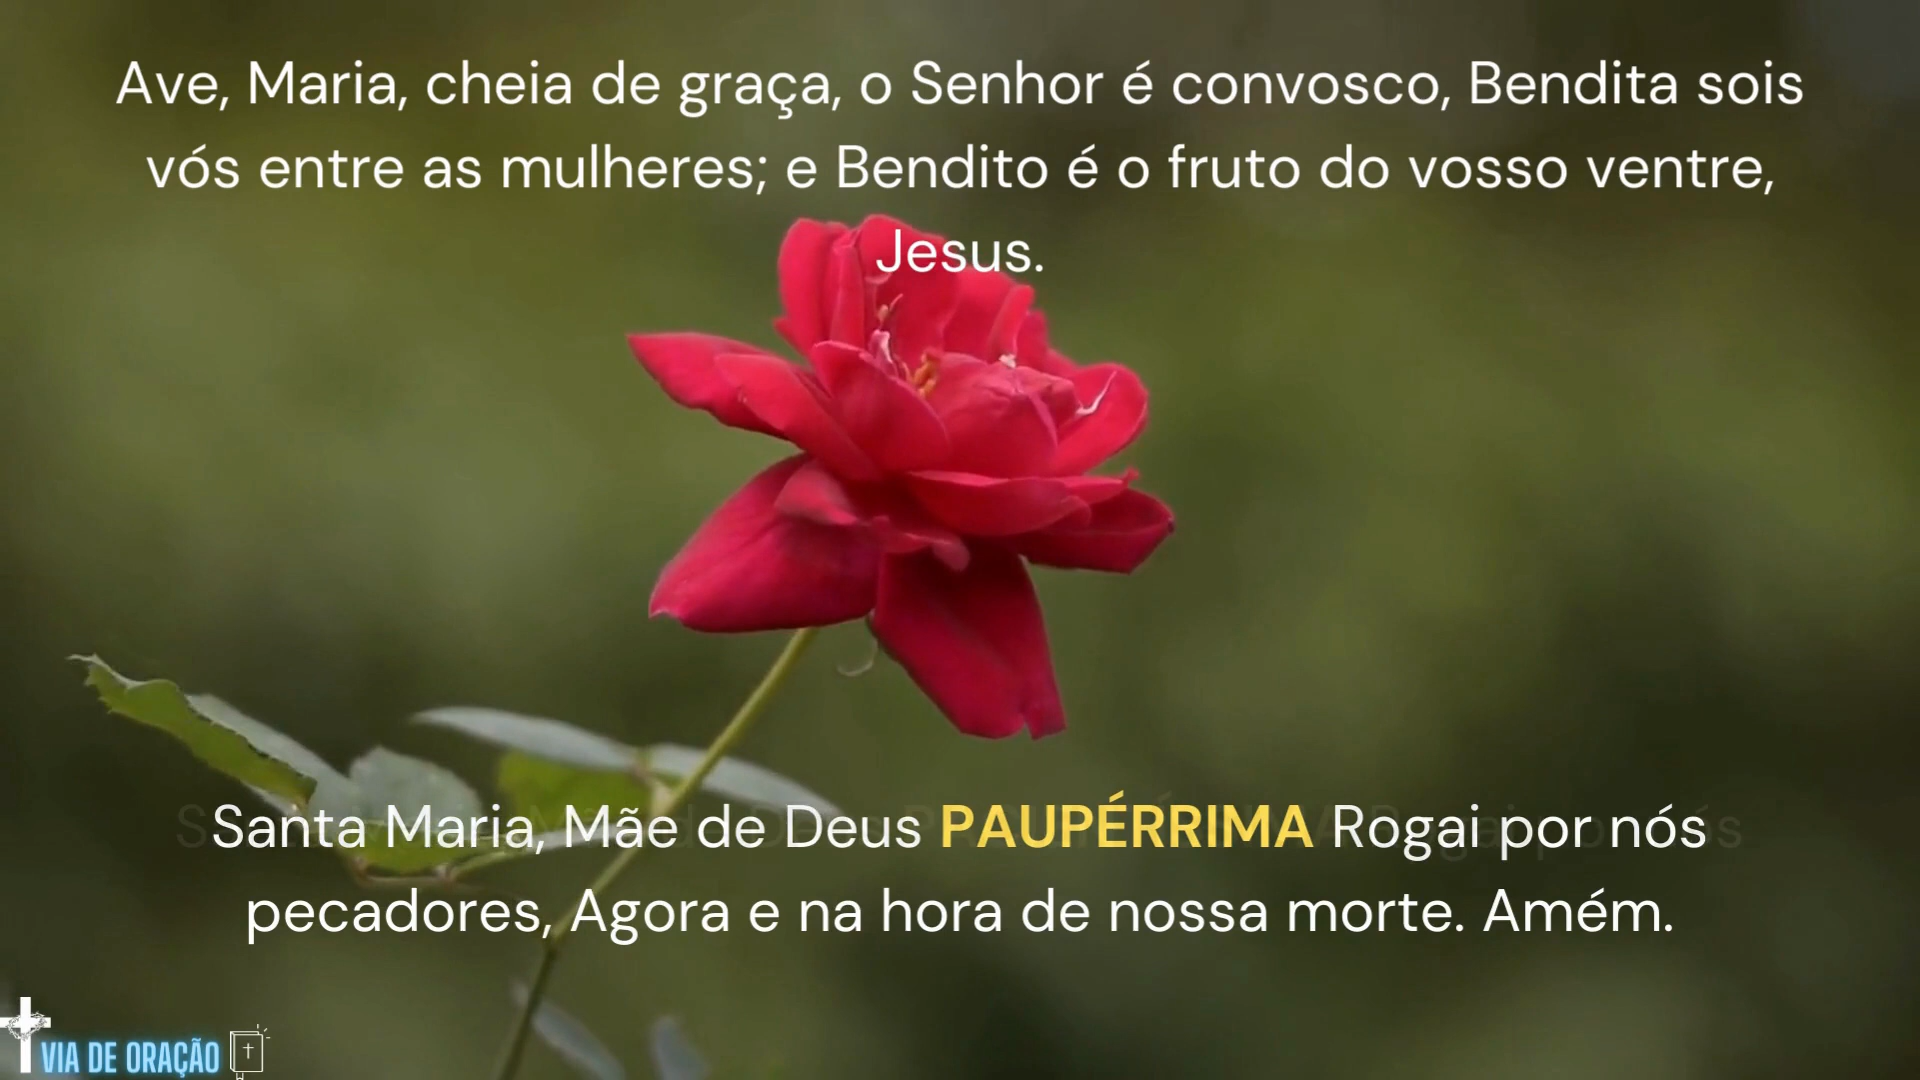 Ave, Maria, cheia de graça, o Senhor é convosco, Bendita sois
vós entre as mulheres; e Bendito é o fruto do vosso ventre,
Jesus.
Santa Maria, Mãe de Deus PAUPÉRRIMA Rogai por nós
pecadores, Agora e na hora de nossa morte. Amém.
VIA DE ORAÇÃO